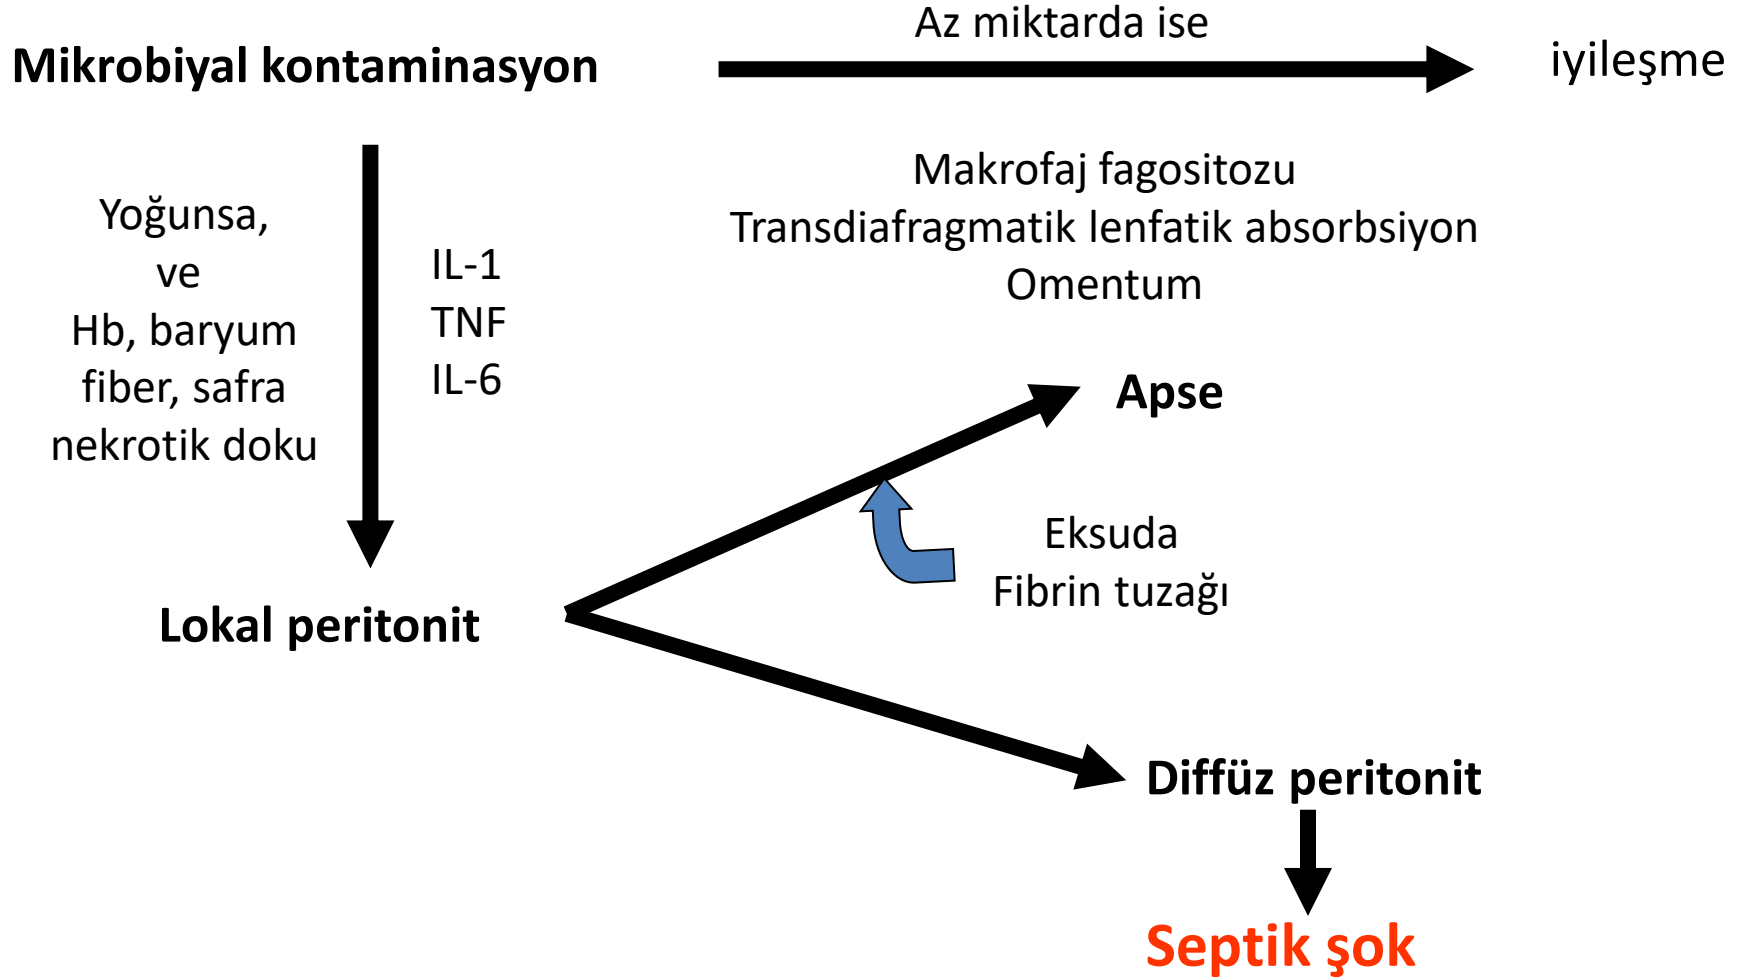 Az miktarda ise
Mikrobiyal kontaminasyon
iyileşme
Makrofaj fagositozu
Transdiafragmatik lenfatik absorbsiyon
Omentum
Yoğunsa,
ve
Hb, baryum
fiber, safra
nekrotik doku
IL-1
TNF
IL-6
Apse
Eksuda
Fibrin tuzağı
Lokal peritonit
Diffüz peritonit
Septik şok